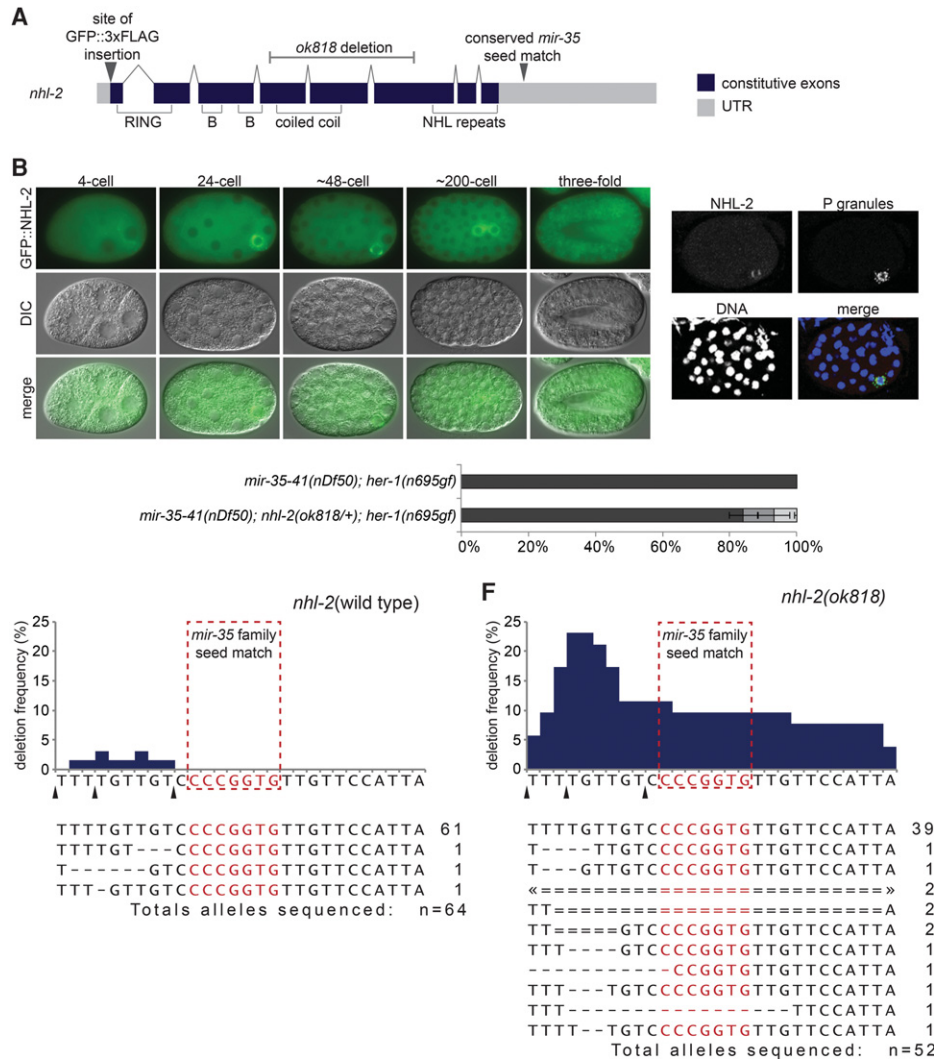 A
site of
GFP::3xFLAG
insertion
ok818 deletion
conserved mir-35
seed match
nhl-2
constitutive exons
UTR
RING
B
B
coiled coil
NHL repeats
B
4-cell
24-cell
~48-cell
~200-cell
three-fold
GFP::NHL-2
DIC
merge
NHL-2
P granules
DNA
merge
mir-35-41(nDf50); her-1(n695gf)
mir-35-41(nDf50); nhl-2(ok818/+); her-1(n695gf)
0% 20% 40% 60% 80% 100%
nhl-2(wild type)
deletion frequency (%)
25
20
15
10
5
0
mir-35 family
seed match
TTTTGTTGTCCCCGGTGTTGTTCCATTA
TTTTGTTGTCCCCGGTGTTGTTCCATTA 61
TTTTGT---CCCCGGTGTTGTTCCATTA 1
T------GTCCCCGGTGTTGTTCCATTA 1
TTT-GTTGTCCCCGGTGTTGTTCCATTA 1
Totals alleles sequenced: n=64
F
nhl-2(ok818)
deletion frequency (%)
25
20
15
10
5
0
mir-35 family
seed match
TTTTGTTGTCCCCGGTGTTGTTCCATTA
TTTTGTTGTCCCCGGTGTTGTTCCATTA 39
T----TTGTCCCCGGTGTTGTTCCATTA 1
T---GTTGTCCCCGGTGTTGTTCCATTA 1
«==========================» 2
TT=========================A 2
TT=====GTCCCCGGTGTTGTTCCATTA 2
TTT----GTCCCCGGTGTTGTTCCATTA 1
-----------CCGGTGTTGTTCCATTA 1
TTT---TGTCCCCGGTGTTGTTCCATTA 1
TTT-----------------TTCCATTA 1
TTTT--TGTCCCCGGTGTTGTTCCATTA 1
Total alleles sequenced: n=52